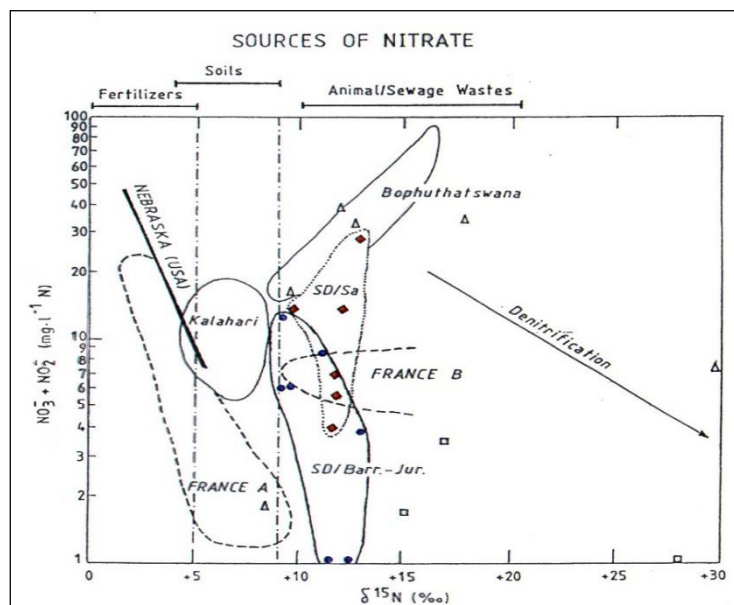 SOURCES OF NITRATE
Soils
Fertilizers
Animal/Sewage Wastes
100
90
80
70
60
50
40
30
20
10
9
8
7
6
5
4
3
2
1
NO₃⁻ + NO₂⁻ (mg.l⁻¹ N)
NEBRASKA (USA)
Bophuthatswana
SD/Sa
Kalahari
Denitrification
FRANCE B
SD/Barr.-Jur.
FRANCE A
0 +5 +10 +15 +20 +25 +30
δ¹⁵N (‰)